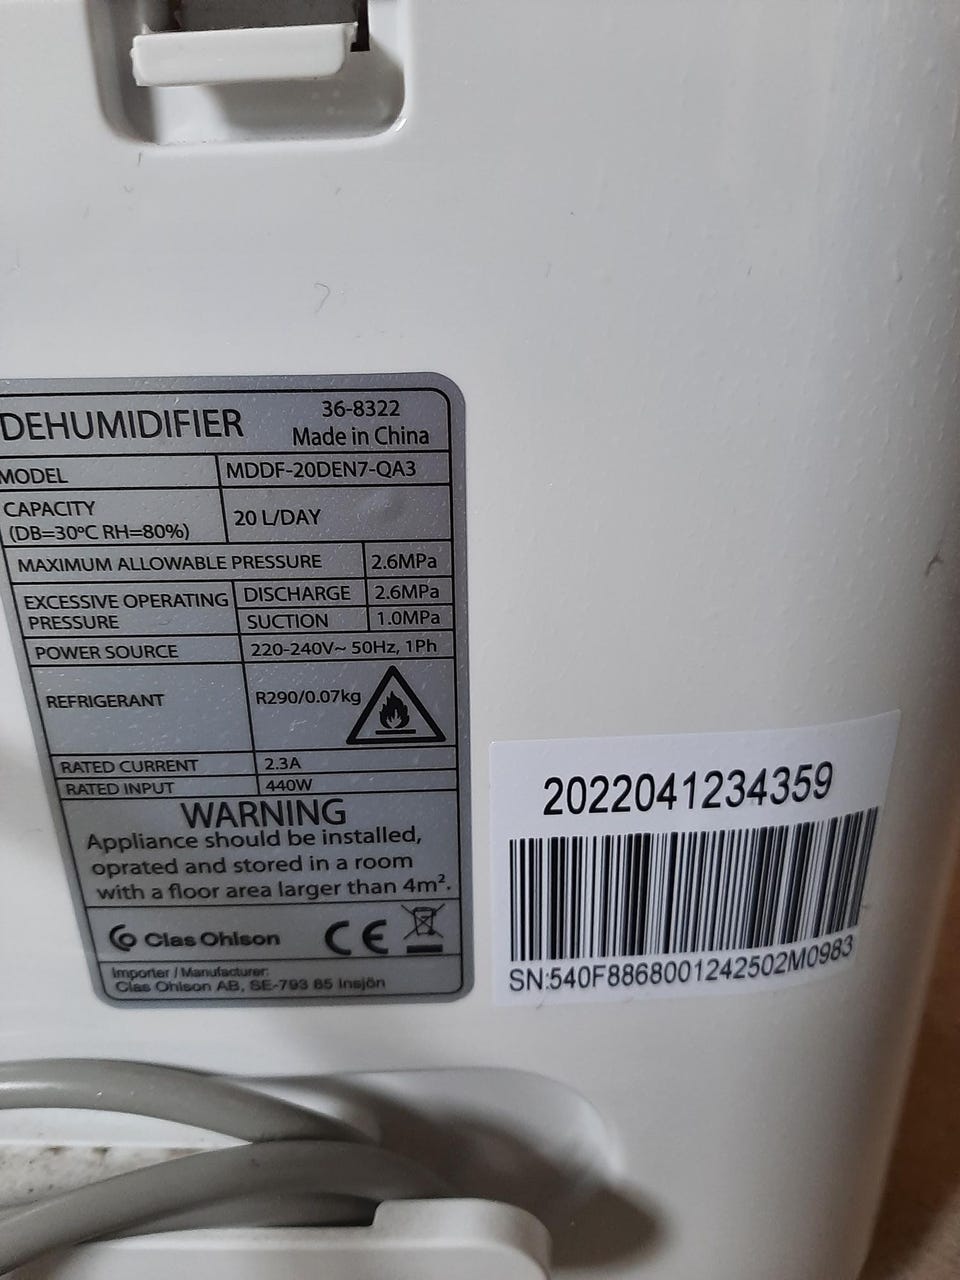 DEHUMIDIFIER
36-8322
Made in China
MODEL MDDF-20DEN7-QA3
CAPACITY
(DB=30ºC RH=80%) 20 L/DAY
MAXIMUM ALLOWABLE PRESSURE 2.6MPa
EXCESSIVE OPERATING PRESSURE
DISCHARGE 2.6MPa
SUCTION 1.0MPa
POWER SOURCE 220-240V~ 50Hz, 1Ph
REFRIGERANT R290/0.07kg
RATED CURRENT 2.3A
RATED INPUT 440W
WARNING
Appliance should be installed,
oprated and stored in a room
with a floor area larger than 4m².
Clas Ohlson CE
Importer / Manufacturer:
Clas Ohlson AB, SE-793 85 Insjön
2022041234359
SN:540F8868001242502M0983